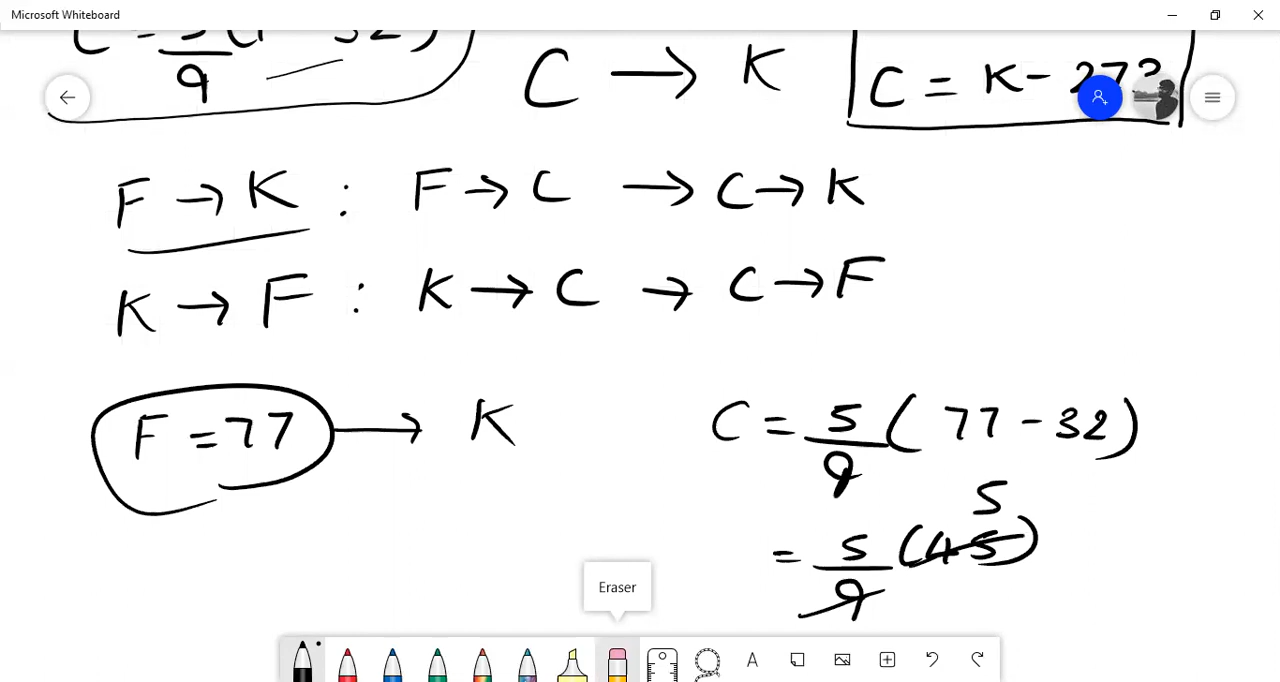 Microsoft Whiteboard
C → K
C = K - 273
9
F → K : F → C → C → K
K → F : K → C → C → F
F = 77 → K
C = 5/9 ( 77 - 32 )
5
= 5/9 (45)
Eraser
A